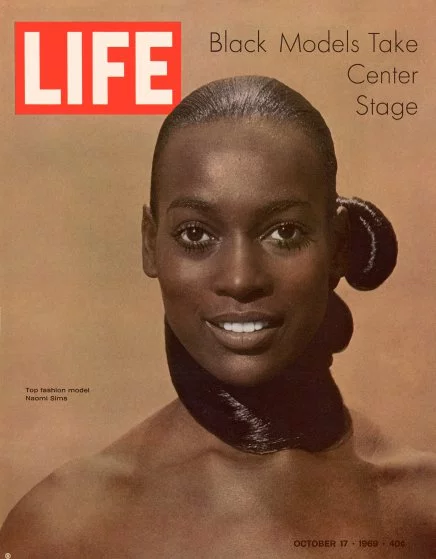 LIFE
Black Models Take
Center
Stage
Top fashion model
Naomi Sims
OCTOBER 17 · 1969 · 40¢